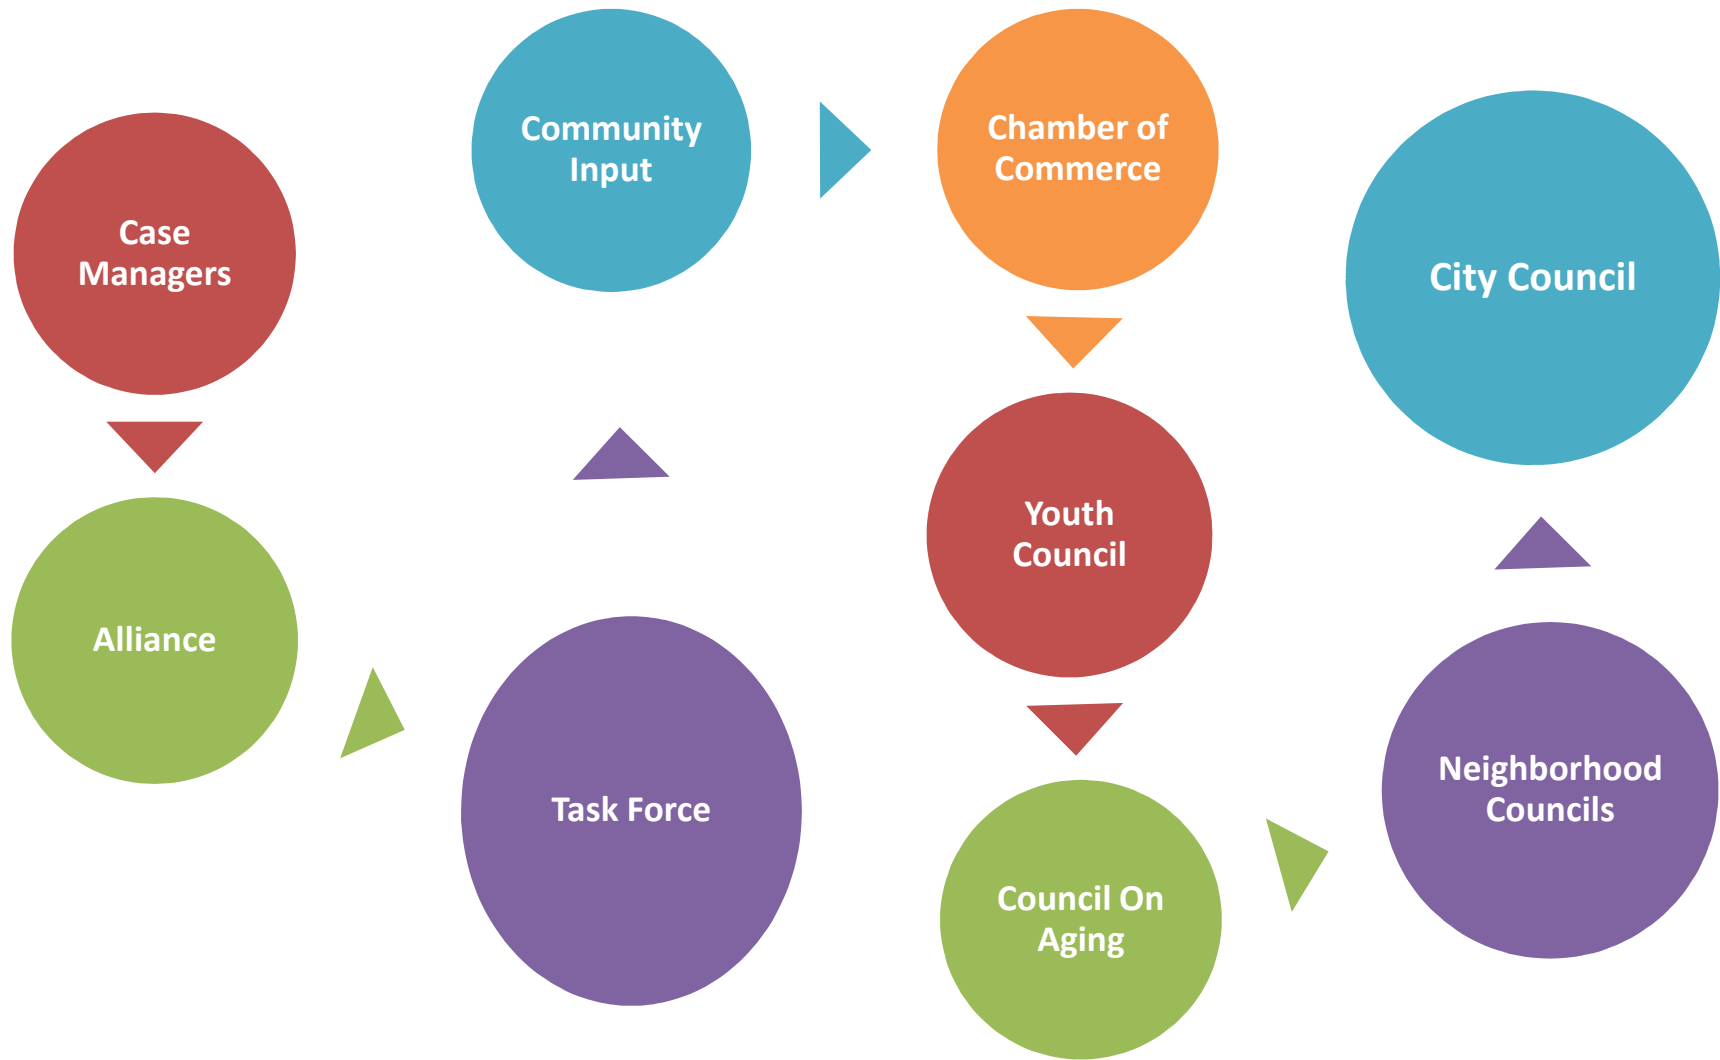 Case
Managers
Alliance
Task Force
Community
Input
Chamber of
Commerce
Youth
Council
Council On
Aging
Neighborhood
Councils
City Council